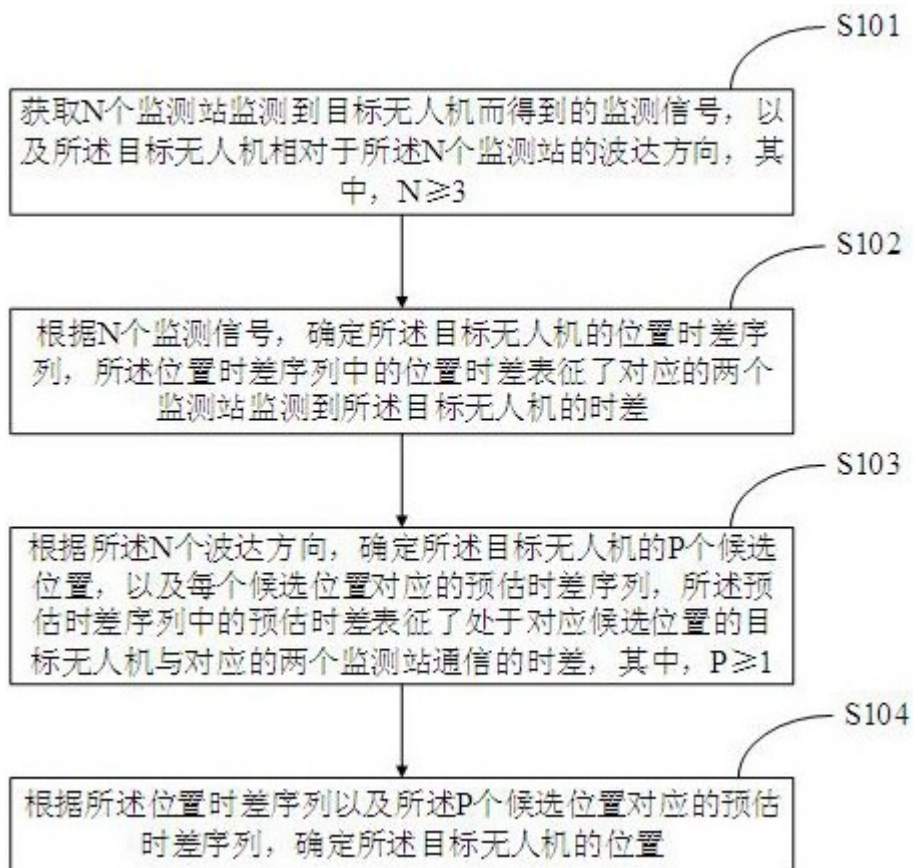 S101
获取N个监测站监测到目标无人机而得到的监测信号，以
及所述目标无人机相对于所述N个监测站的波达方向，其
中，N≥3
S102
根据N个监测信号，确定所述目标无人机的位置时差序
列，所述位置时差序列中的位置时差表征了对应的两个
监测站监测到所述目标无人机的时差
S103
根据所述N个波达方向，确定所述目标无人机的P个候选
位置，以及每个候选位置对应的预估时差序列，所述预
估时差序列中的预估时差表征了处于对应候选位置的目
标无人机与对应的两个监测站通信的时差，其中，P≥1
S104
根据所述位置时差序列以及所述P个候选位置对应的预估
时差序列，确定所述目标无人机的位置